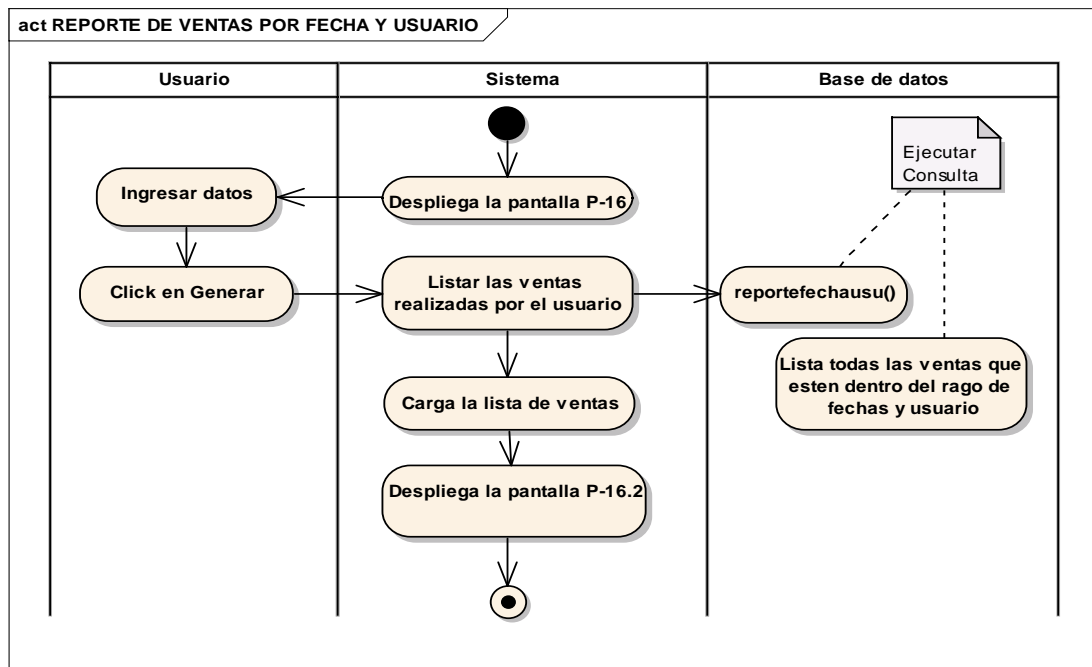 act REPORTE DE VENTAS POR FECHA Y USUARIO
Usuario
Sistema
Base de datos
Ejecutar
Consulta
Ingresar datos
Despliega la pantalla P-16
Click en Generar
Listar las ventas
realizadas por el usuario
reportefechausu()
Lista todas las ventas que
esten dentro del rago de
fechas y usuario
Carga la lista de ventas
Despliega la pantalla P-16.2